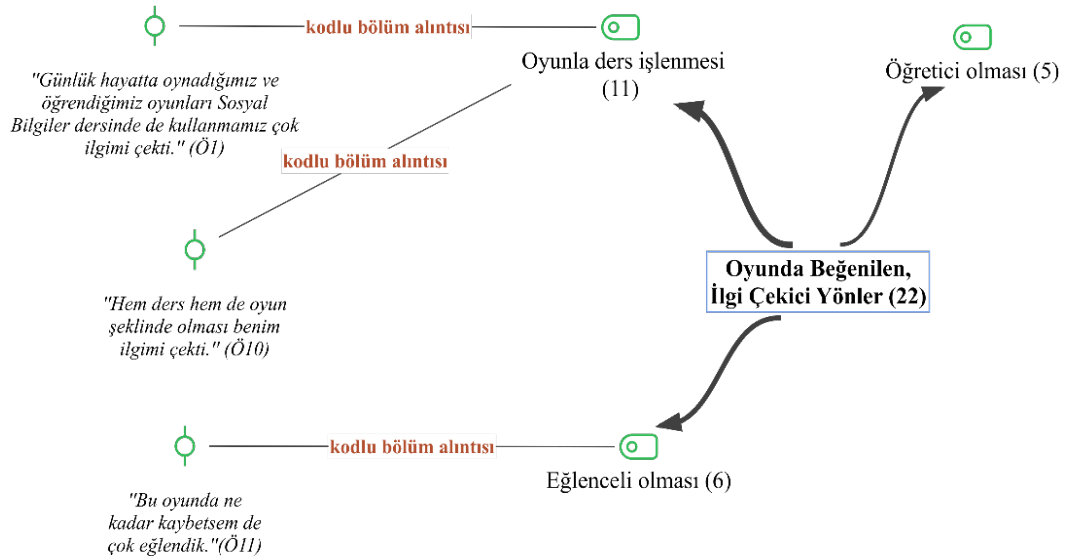 kodlu bölüm alıntısı
Oyunla ders işlenmesi
(11)
Öğretici olması (5)
"Günlük hayatta oynadığımız ve
öğrendiğimiz oyunları Sosyal
Bilgiler dersinde de kullanmamız çok
ilgimi çekti." (Ö1)
kodlu bölüm alıntısı
Oyunda Beğenilen,
İlgi Çekici Yönler (22)
"Hem ders hem de oyun
şeklinde olması benim
ilgimi çekti." (Ö10)
kodlu bölüm alıntısı
Eğlenceli olması (6)
"Bu oyunda ne
kadar kaybetsem de
çok eğlendik."(Ö11)